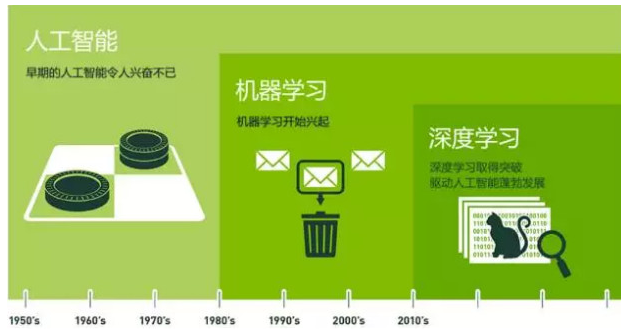 人工智能
早期的人工智能令人兴奋不已
机器学习
机器学习开始兴起
深度学习
深度学习取得突破
驱动人工智能蓬勃发展
1950's
1960's
1970's
1980's
1990's
2000's
2010's